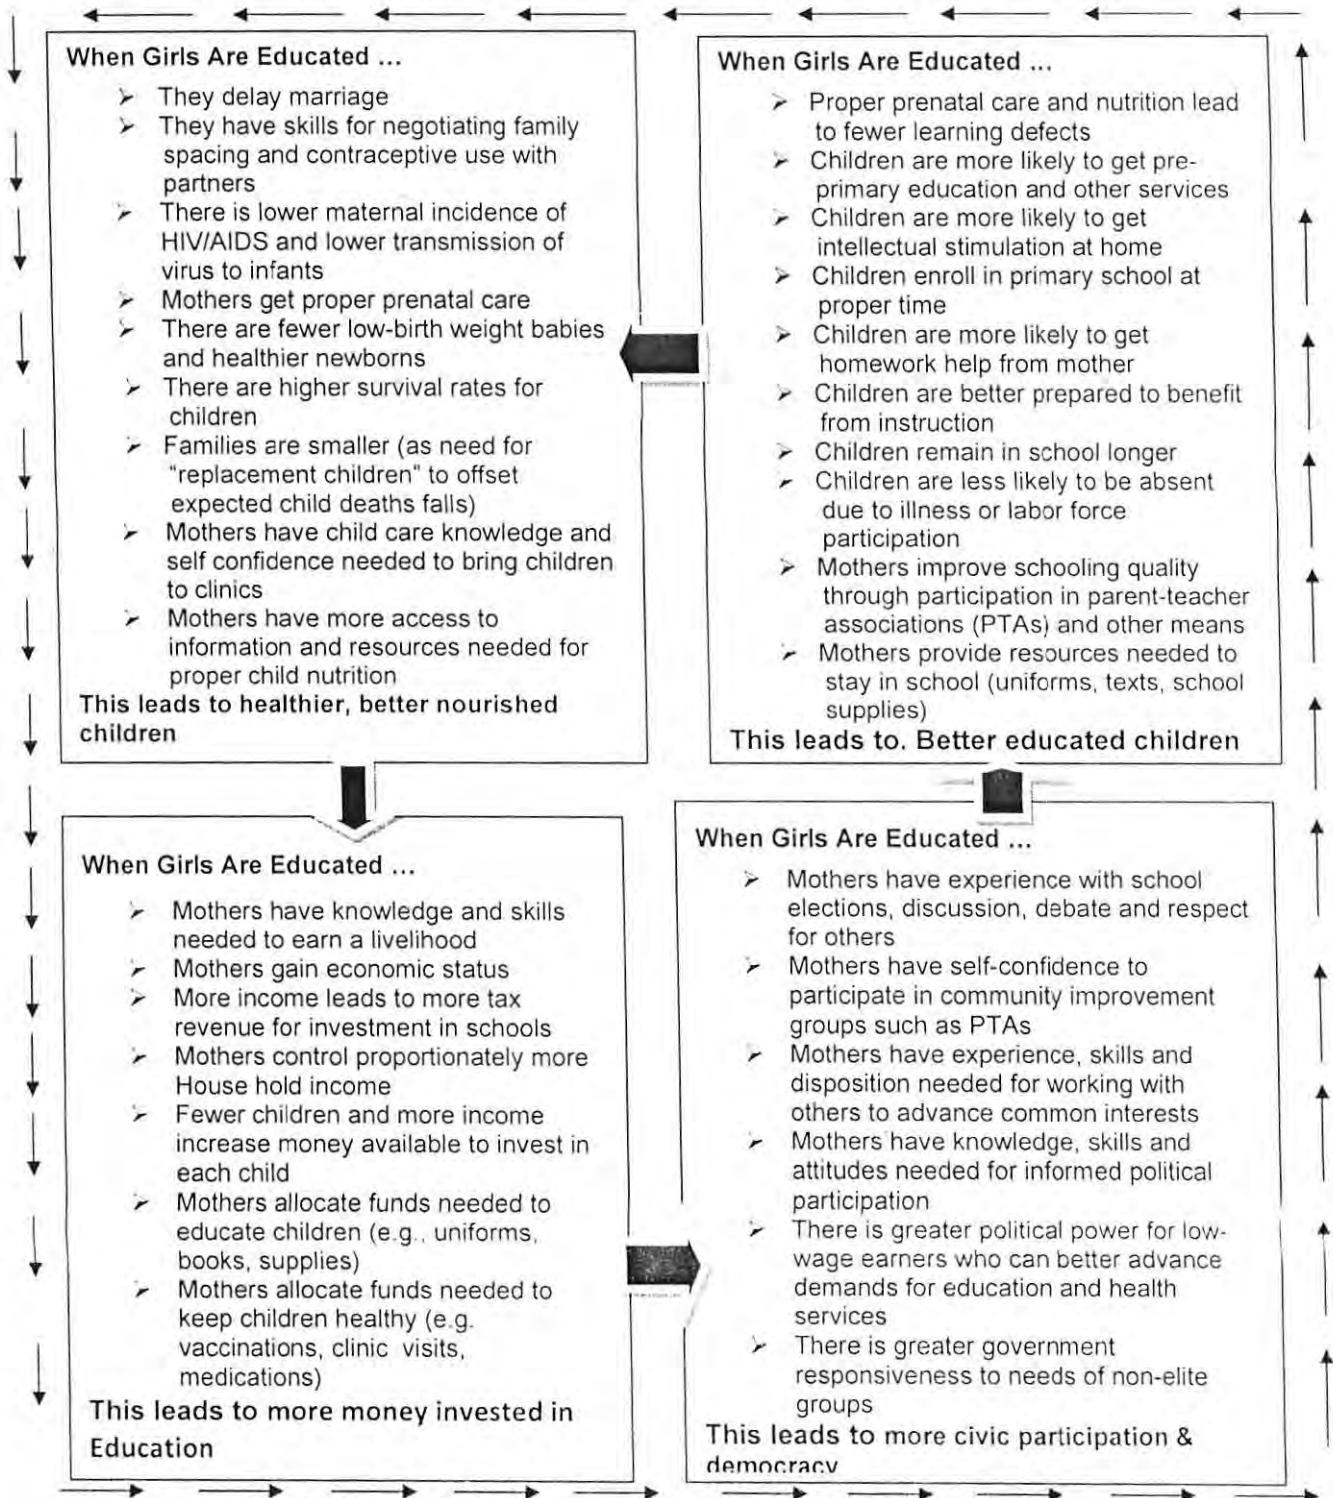 When Girls Are Educated ...
➢ They delay marriage
➢ They have skills for negotiating family
spacing and contraceptive use with
partners
➢ There is lower maternal incidence of
HIV/AIDS and lower transmission of
virus to infants
➢ Mothers get proper prenatal care
➢ There are fewer low-birth weight babies
and healthier newborns
➢ There are higher survival rates for
children
➢ Families are smaller (as need for
"replacement children" to offset
expected child deaths falls)
➢ Mothers have child care knowledge and
self confidence needed to bring children
to clinics
➢ Mothers have more access to
information and resources needed for
proper child nutrition
This leads to healthier, better nourished
children
When Girls Are Educated ...
➢ Proper prenatal care and nutrition lead
to fewer learning defects
➢ Children are more likely to get pre-
primary education and other services
➢ Children are more likely to get
intellectual stimulation at home
➢ Children enroll in primary school at
proper time
➢ Children are more likely to get
homework help from mother
➢ Children are better prepared to benefit
from instruction
➢ Children remain in school longer
➢ Children are less likely to be absent
due to illness or labor force
participation
➢ Mothers improve schooling quality
through participation in parent-teacher
associations (PTAs) and other means
➢ Mothers provide resources needed to
stay in school (uniforms, texts, school
supplies)
This leads to. Better educated children
When Girls Are Educated ...
➢ Mothers have knowledge and skills
needed to earn a livelihood
➢ Mothers gain economic status
➢ More income leads to more tax
revenue for investment in schools
➢ Mothers control proportionately more
House hold income
➢ Fewer children and more income
increase money available to invest in
each child
➢ Mothers allocate funds needed to
educate children (e.g., uniforms,
books, supplies)
➢ Mothers allocate funds needed to
keep children healthy (e.g.
vaccinations, clinic visits,
medications)
This leads to more money invested in
Education
When Girls Are Educated ...
➢ Mothers have experience with school
elections, discussion, debate and respect
for others
➢ Mothers have self-confidence to
participate in community improvement
groups such as PTAs
➢ Mothers have experience, skills and
disposition needed for working with
others to advance common interests
➢ Mothers have knowledge, skills and
attitudes needed for informed political
participation
➢ There is greater political power for low-
wage earners who can better advance
demands for education and health
services
➢ There is greater government
responsiveness to needs of non-elite
groups
This leads to more civic participation &
democracy